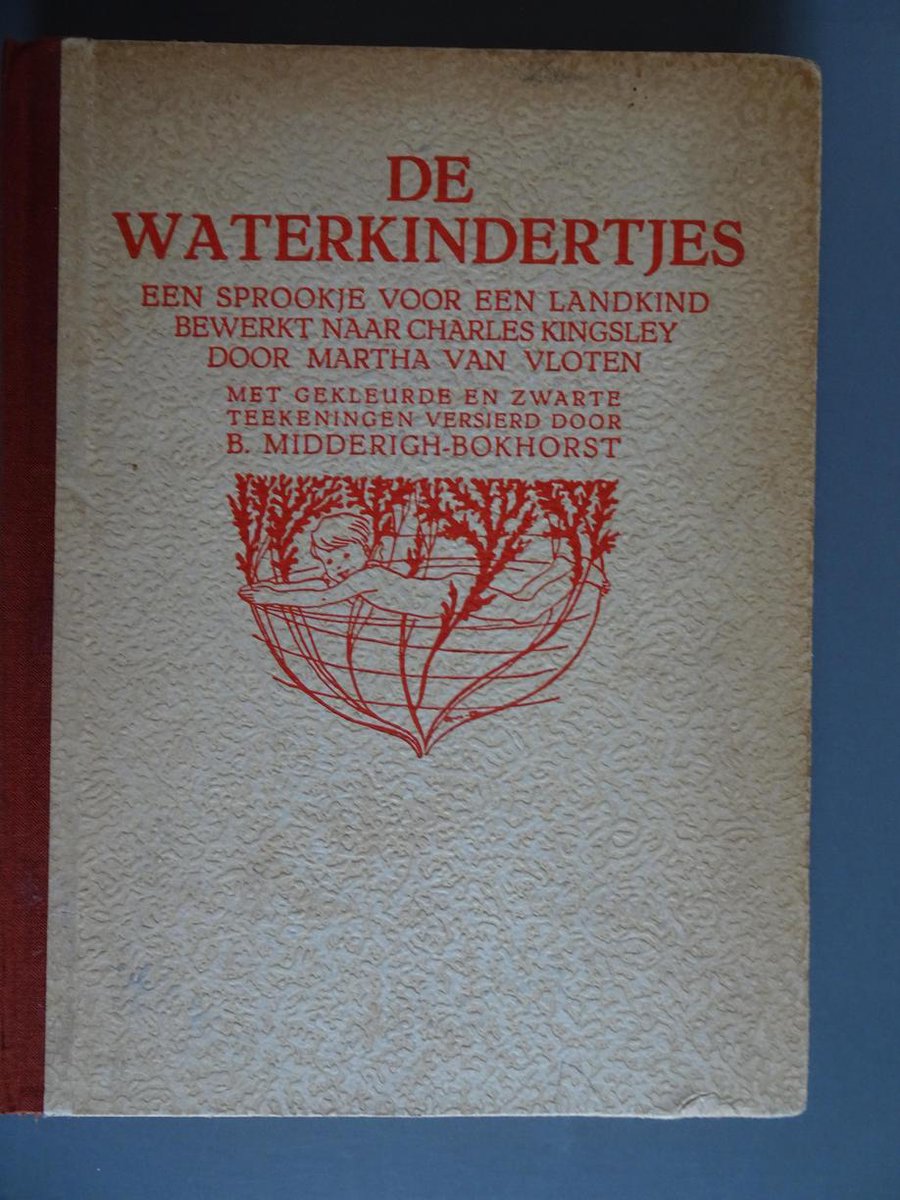 DE
WATERKINDERTJES
EEN SPROOKJE VOOR EEN LANDKIND
BEWERKT NAAR CHARLES KINGSLEY
DOOR MARTHA VAN VLOTEN
MET GEKLEURDE EN ZWARTE
TEEKENINGEN VERSIERD DOOR
B. MIDDERIGH-BOKHORST